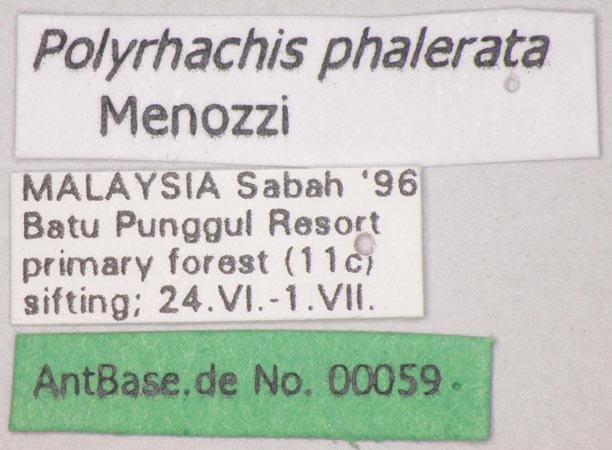 Polyrhachis phalerata
Menozzi
MALAYSIA Sabah '96
Batu Punggul Resort
primary forest (11c)
sifting; 24.VI.-1.VII.
AntBase.de No. 00059